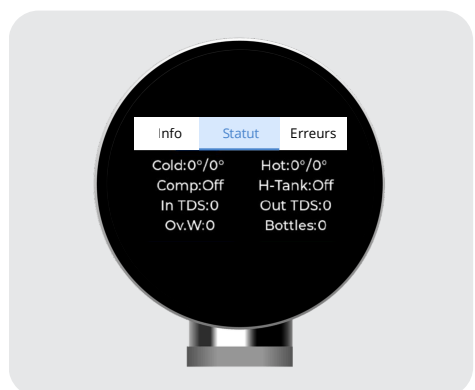 Info Statut Erreurs
Cold:0°/0° Hot:0°/0°
Comp:Off H-Tank:Off
In TDS:0 Out TDS:0
Ov.W:0 Bottles:0